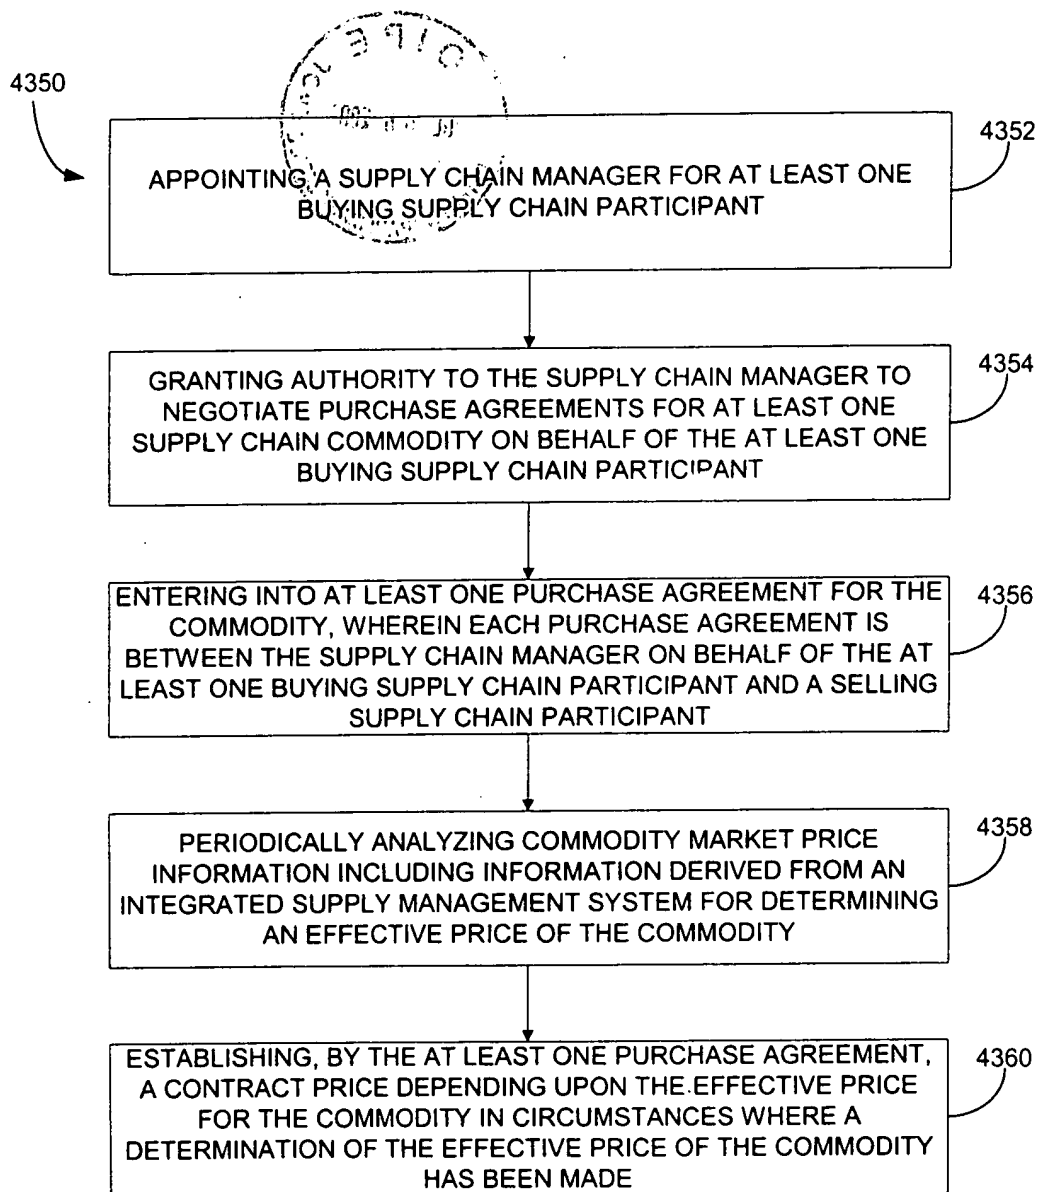 OIPE
4350
4352
APPOINTING A SUPPLY CHAIN MANAGER FOR AT LEAST ONE
BUYING SUPPLY CHAIN PARTICIPANT
4354
GRANTING AUTHORITY TO THE SUPPLY CHAIN MANAGER TO
NEGOTIATE PURCHASE AGREEMENTS FOR AT LEAST ONE
SUPPLY CHAIN COMMODITY ON BEHALF OF THE AT LEAST ONE
BUYING SUPPLY CHAIN PARTICIPANT
4356
ENTERING INTO AT LEAST ONE PURCHASE AGREEMENT FOR THE
COMMODITY, WHEREIN EACH PURCHASE AGREEMENT IS
BETWEEN THE SUPPLY CHAIN MANAGER ON BEHALF OF THE AT
LEAST ONE BUYING SUPPLY CHAIN PARTICIPANT AND A SELLING
SUPPLY CHAIN PARTICIPANT
4358
PERIODICALLY ANALYZING COMMODITY MARKET PRICE
INFORMATION INCLUDING INFORMATION DERIVED FROM AN
INTEGRATED SUPPLY MANAGEMENT SYSTEM FOR DETERMINING
AN EFFECTIVE PRICE OF THE COMMODITY
4360
ESTABLISHING, BY THE AT LEAST ONE PURCHASE AGREEMENT,
A CONTRACT PRICE DEPENDING UPON THE EFFECTIVE PRICE
FOR THE COMMODITY IN CIRCUMSTANCES WHERE A
DETERMINATION OF THE EFFECTIVE PRICE OF THE COMMODITY
HAS BEEN MADE